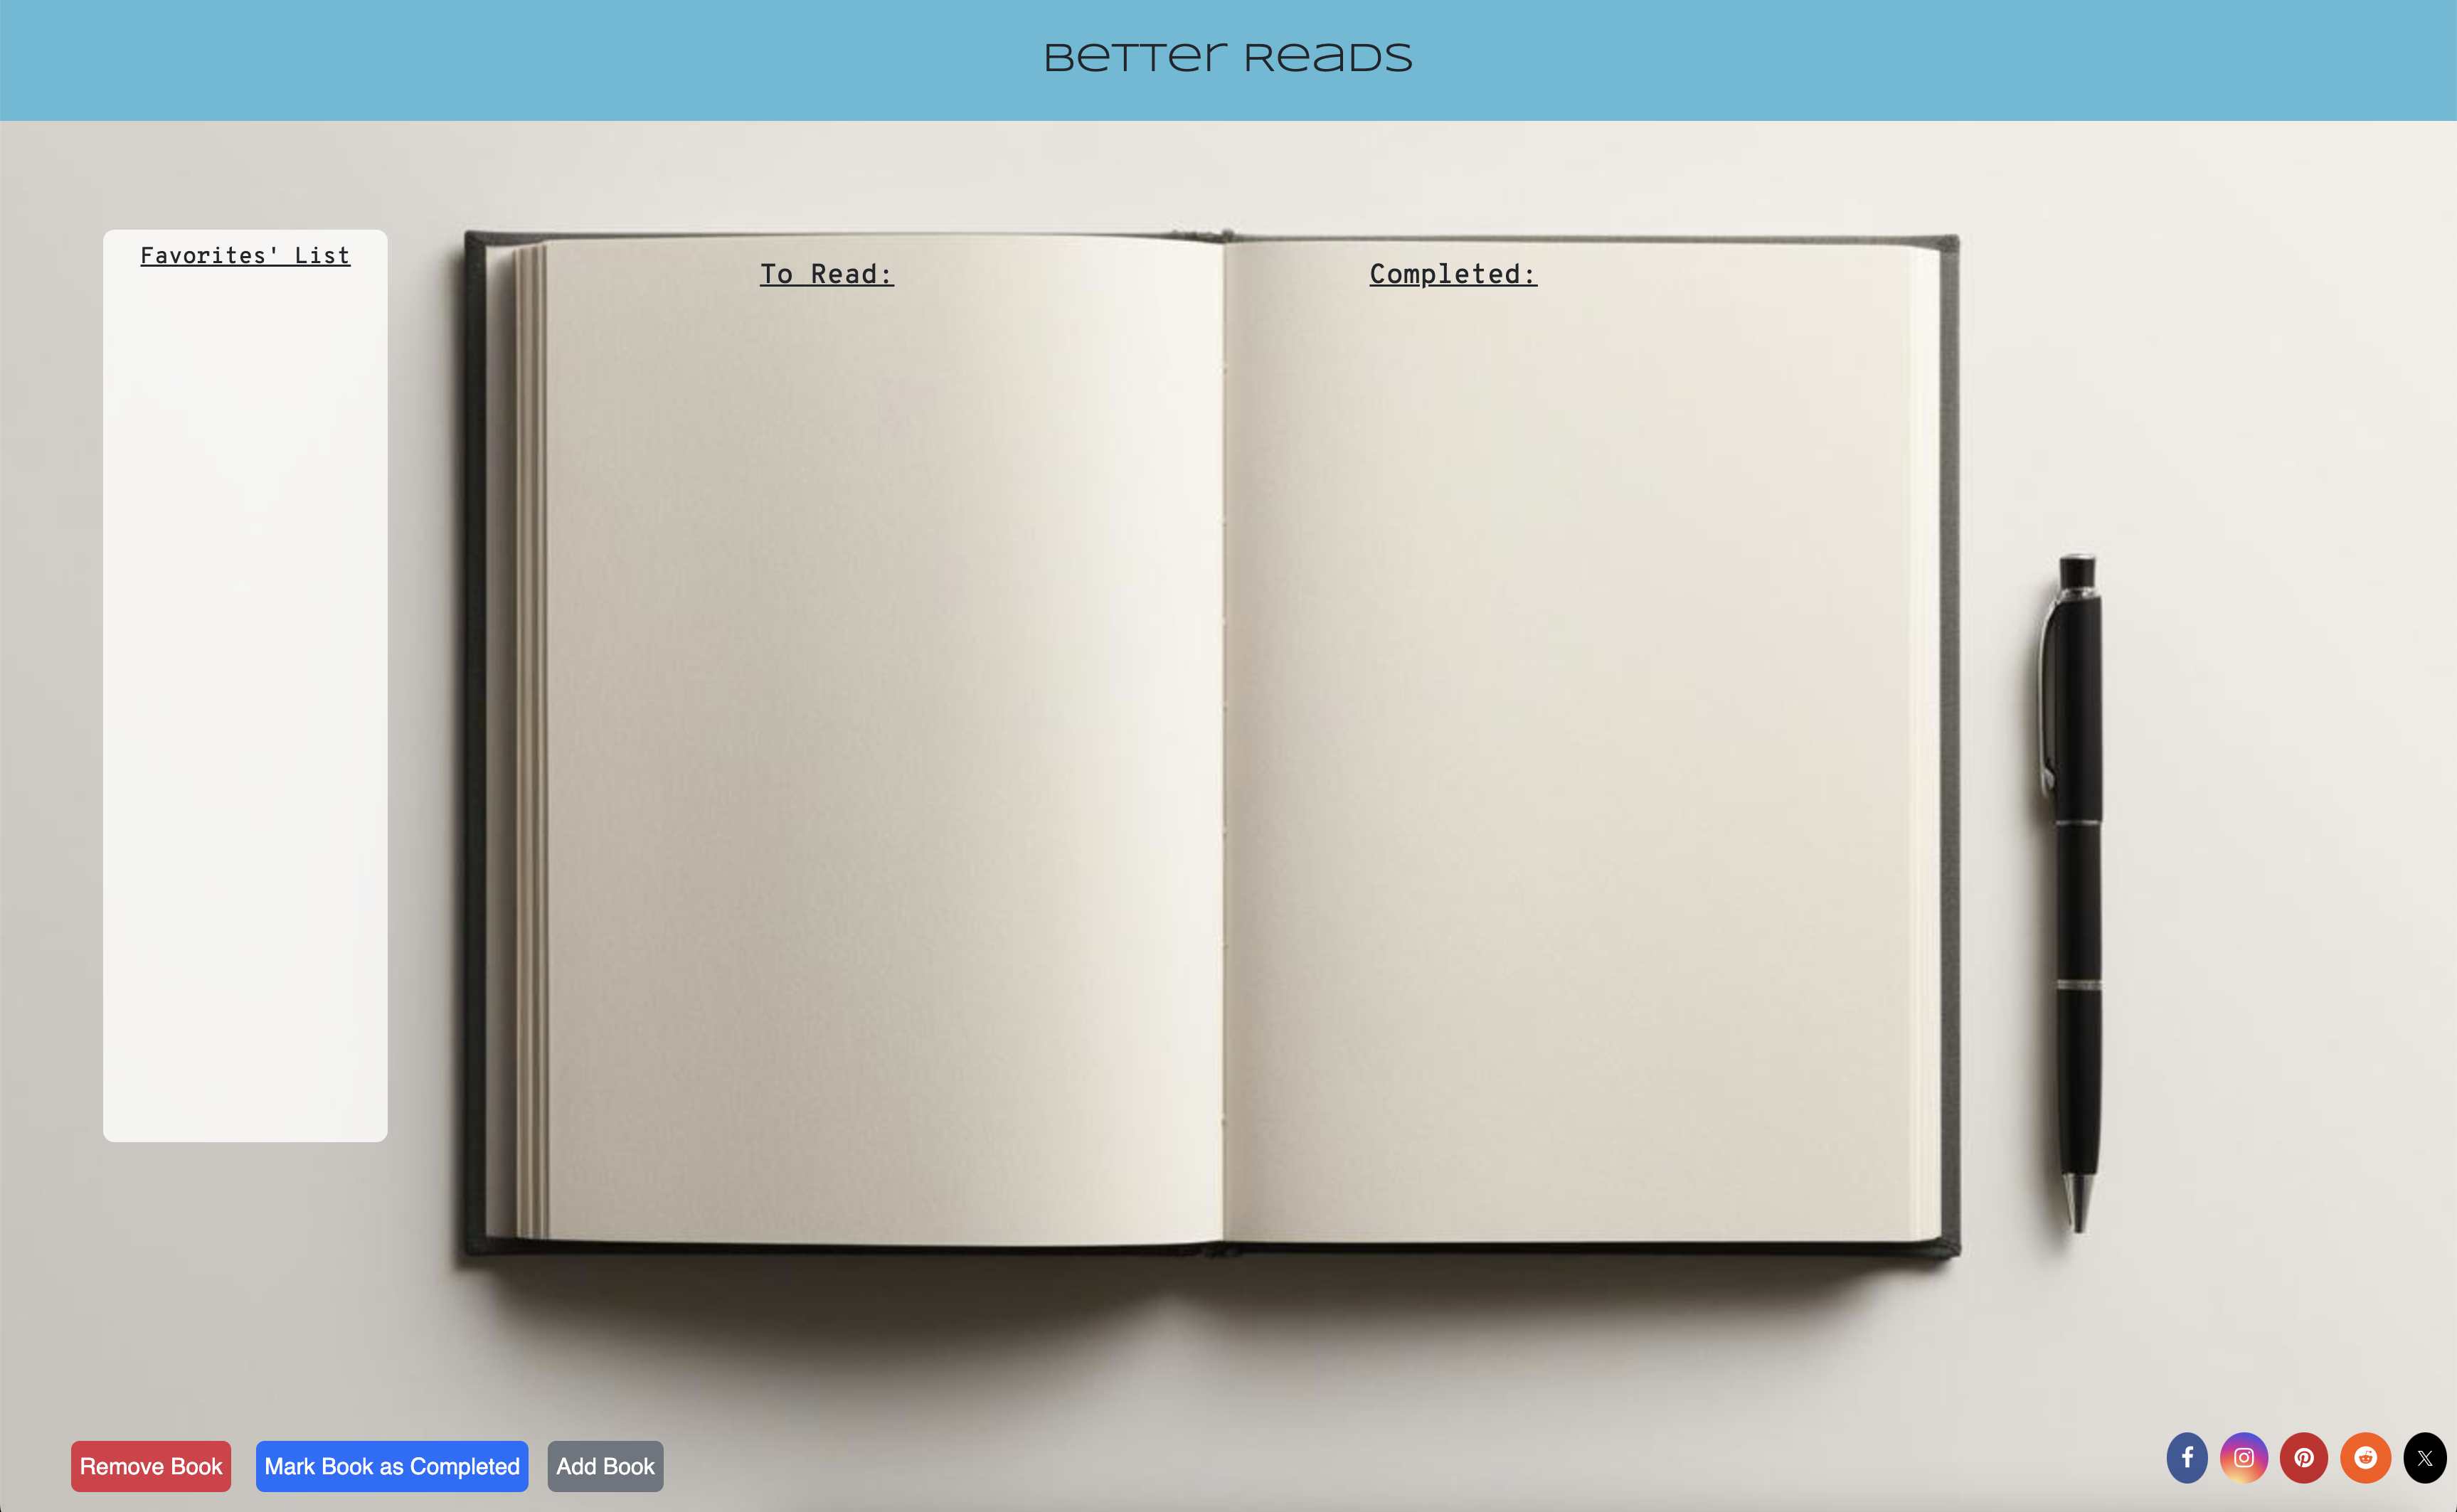 Better Reads
Favorites' List
To Read:
Completed:
Remove Book
Mark Book as Completed
Add Book